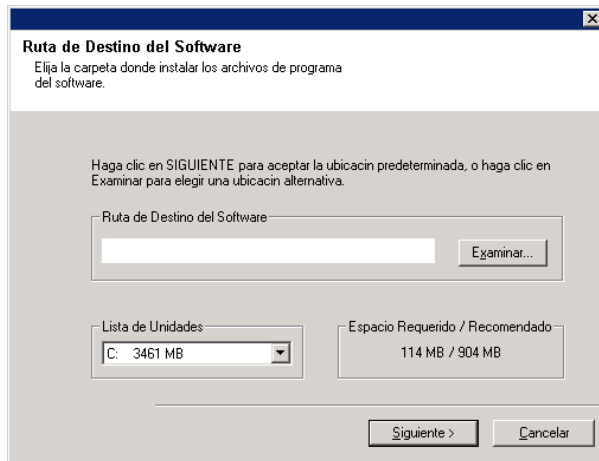 Ruta de Destino del Software
Elija la carpeta donde instalar los archivos de programa
del software.
Haga clic en SIGUIENTE para aceptar la ubicacin predeterminada, o haga clic en
Examinar para elegir una ubicacin alternativa.
Ruta de Destino del Software
Examinar...
Lista de Unidades
C: 3461 MB
Espacio Requerido / Recomendado
114 MB / 904 MB
Siguiente >
Cancelar